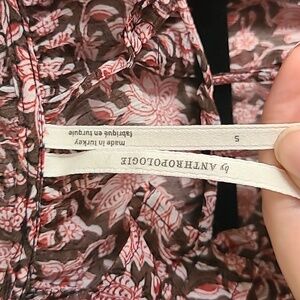 made in turkey
fabriqué en turquie
S
by ANTHROPOLOGIE